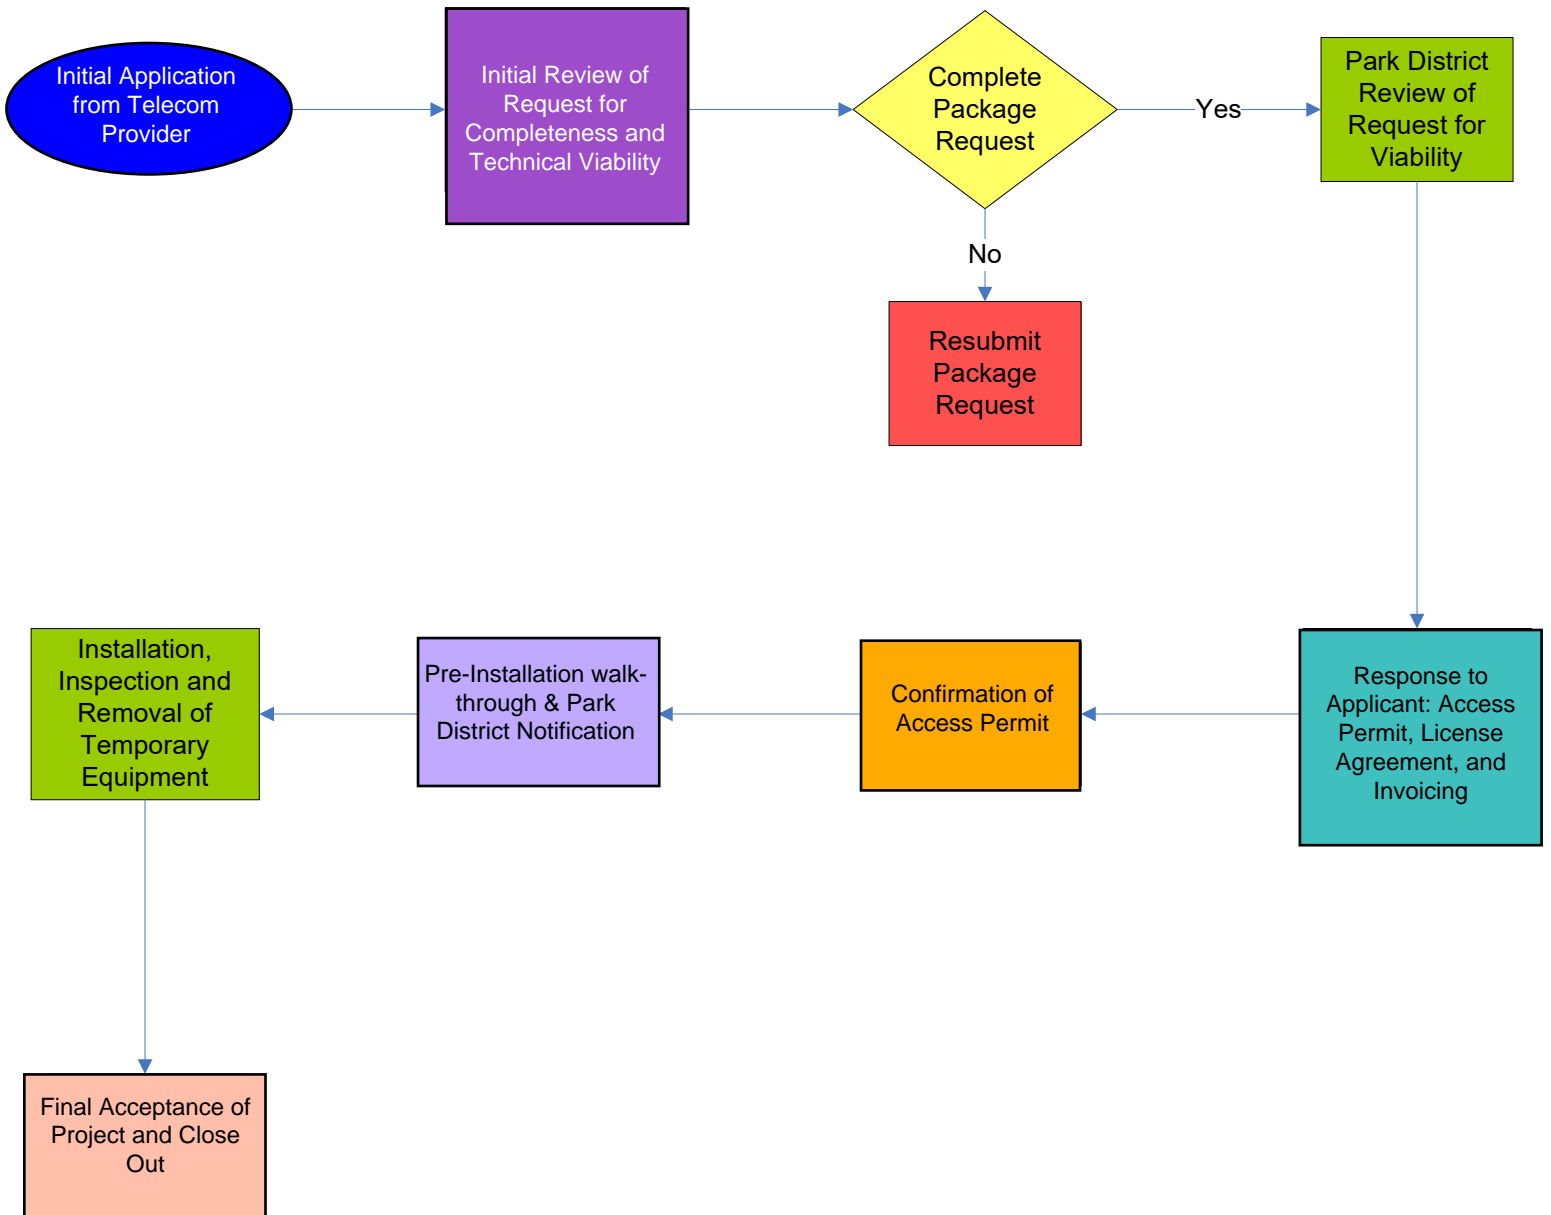 Initial Application
from Telecom
Provider
Initial Review of
Request for
Completeness and
Technical Viability
Complete
Package
Request
Yes
Park District
Review of
Request for
Viability
No
Resubmit
Package
Request
Installation,
Inspection and
Removal of
Temporary
Equipment
Pre-Installation walk-
through & Park
District Notification
Confirmation of
Access Permit
Response to
Applicant: Access
Permit, License
Agreement, and
Invoicing
Final Acceptance of
Project and Close
Out